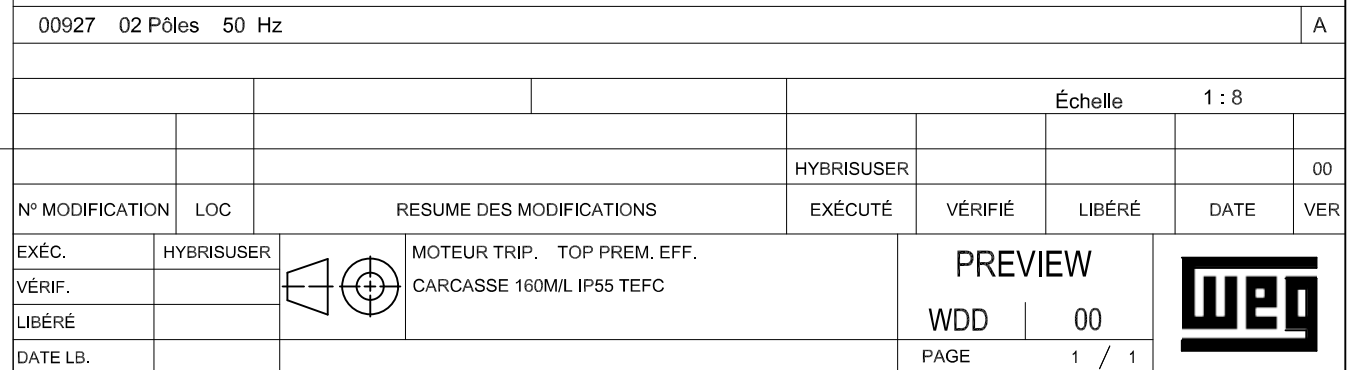 00927 02 Pôles 50 Hz A
Échelle 1 : 8
HYBRISUSER 00
Nº MODIFICATION LOC RESUME DES MODIFICATIONS EXÉCUTÉ VÉRIFIÉ LIBÉRÉ DATE VER
EXÉC. HYBRISUSER MOTEUR TRIP. TOP PREM. EFF. PREVIEW
VÉRIF. CARCASSE 160M/L IP55 TEFC
LIBÉRÉ WDD 00
DATE LB. PAGE 1 / 1
weg